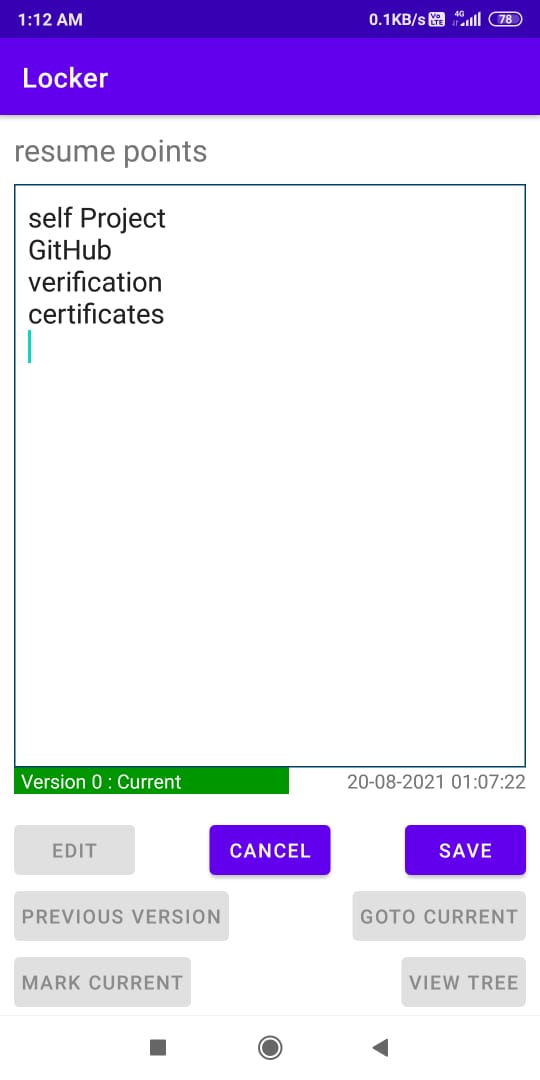 1:12 AM 0.1KB/s Vo LTE 4G 78
Locker
resume points
self Project
GitHub
verification
certificates
Version 0 : Current 20-08-2021 01:07:22
EDIT CANCEL SAVE
PREVIOUS VERSION GOTO CURRENT
MARK CURRENT VIEW TREE